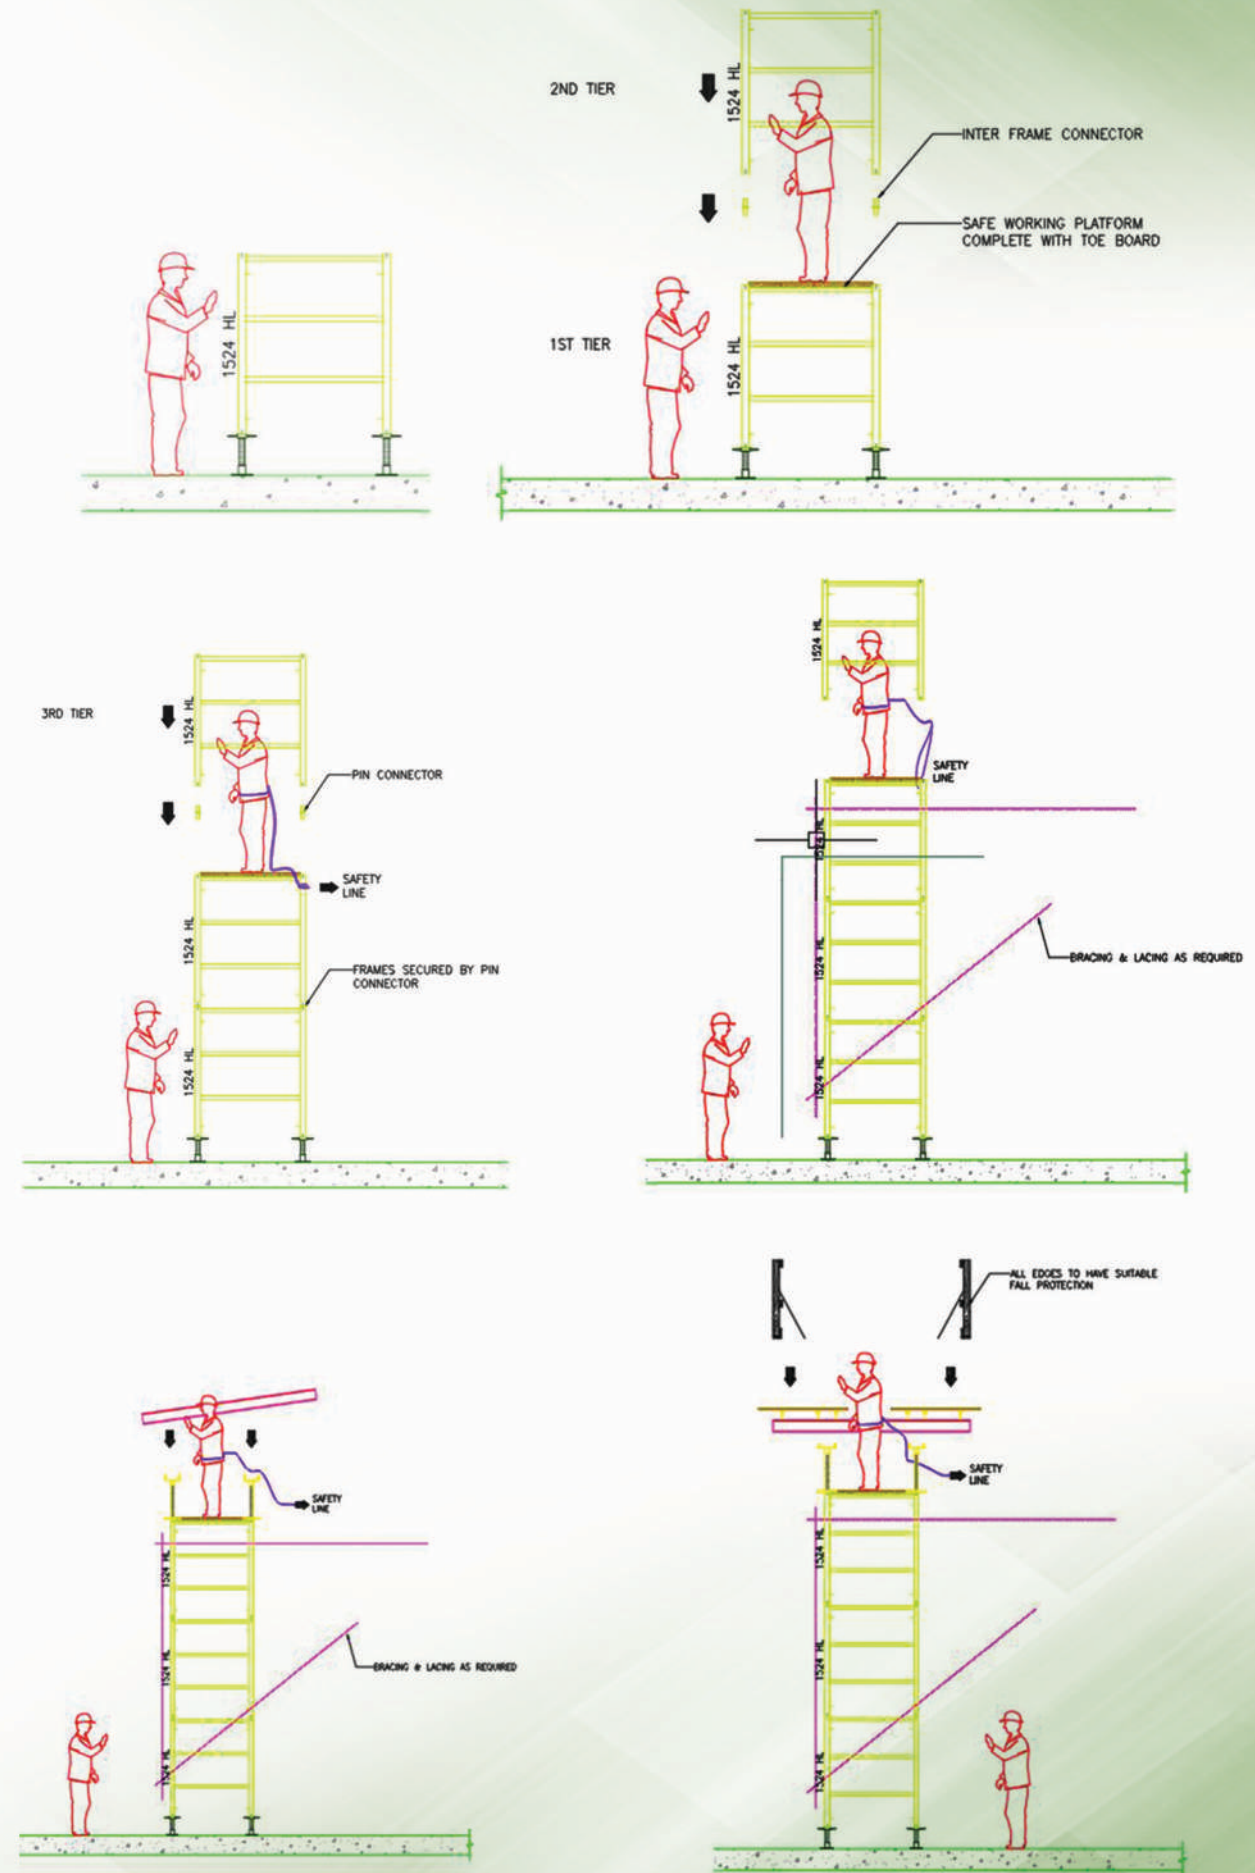 1524 HL
2ND TIER
1524 HL
INTER FRAME CONNECTOR
SAFE WORKING PLATFORM
COMPLETE WITH TOE BOARD
1ST TIER
1524 HL
3RD TIER
1524 HL
PIN CONNECTOR
SAFETY
LINE
1524 HL
FRAMES SECURED BY PIN
CONNECTOR
1524 HL
1524 HL
SAFETY
LINE
1524 HL
1524 HL
BRACING & LACING AS REQUIRED
1524 HL
SAFETY
LINE
1524 HL
1524 HL
BRACING & LACING AS REQUIRED
1524 HL
ALL EDGES TO HAVE SUITABLE
FALL PROTECTION
SAFETY
LINE
1524 HL
1524 HL
1524 HL